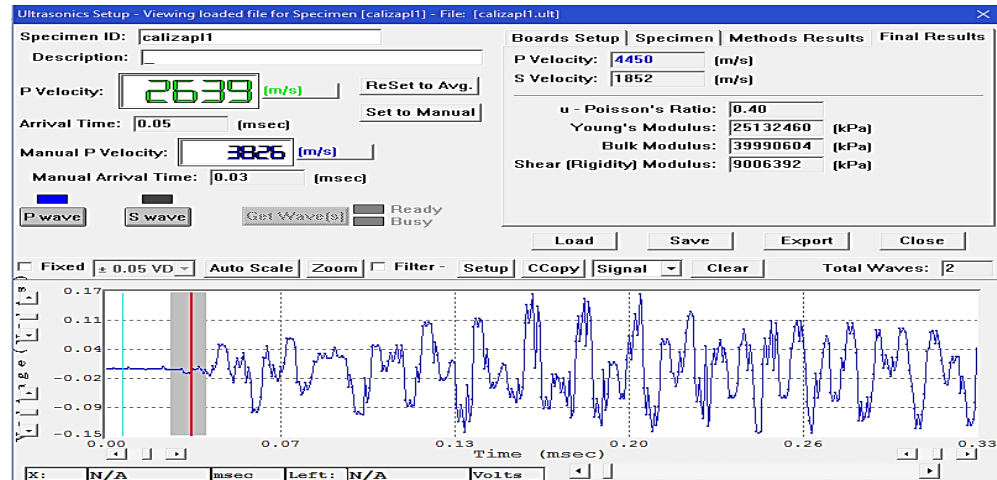 Ultrasonics Setup - Viewing loaded file for Specimen [calizapl1] - File: [calizapl1.ult]
Specimen ID: calizapl1
Description: _
P Velocity: 2639 (m/s) ReSet to Avg.
Set to Manual
Arrival Time: 0.05 (msec)
Manual P Velocity: 3826 (m/s)
Manual Arrival Time: 0.03 (msec)
P wave S wave Get Wave(s) Ready
Busy
Boards Setup Specimen Methods Results Final Results
P Velocity: 4450 (m/s)
S Velocity: 1852 (m/s)
u - Poisson's Ratio: 0.40
Young's Modulus: 25132460 (kPa)
Bulk Modulus: 39990604 (kPa)
Shear (Rigidity) Modulus: 9006392 (kPa)
Load Save Export Close
Fixed ± 0.05 VD Auto Scale Zoom Filter - Setup CCopy Signal Clear Total Waves: 2
0.17
0.11
0.04
-0.02
-0.09
-0.15
0.00 0.07 0.13 0.20 0.26 0.33
Time (msec)
X: N/A msec Left: N/A Volts